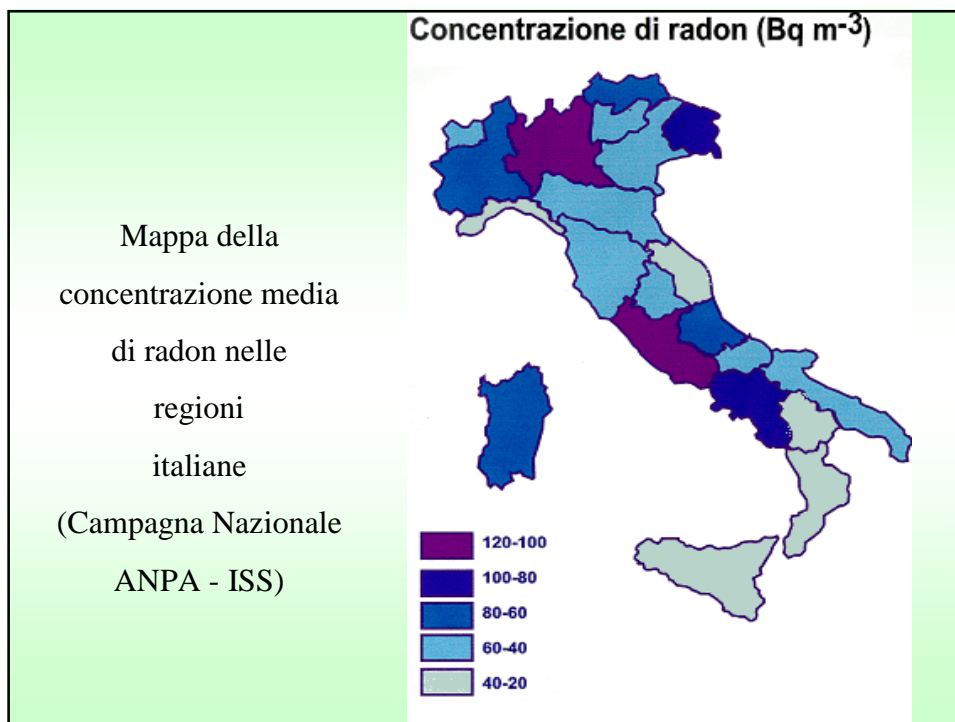 Concentrazione di radon (Bq m-3)
Mappa della
concentrazione media
di radon nelle
regioni
italiane
(Campagna Nazionale
ANPA - ISS)
120-100
100-80
80-60
60-40
40-20